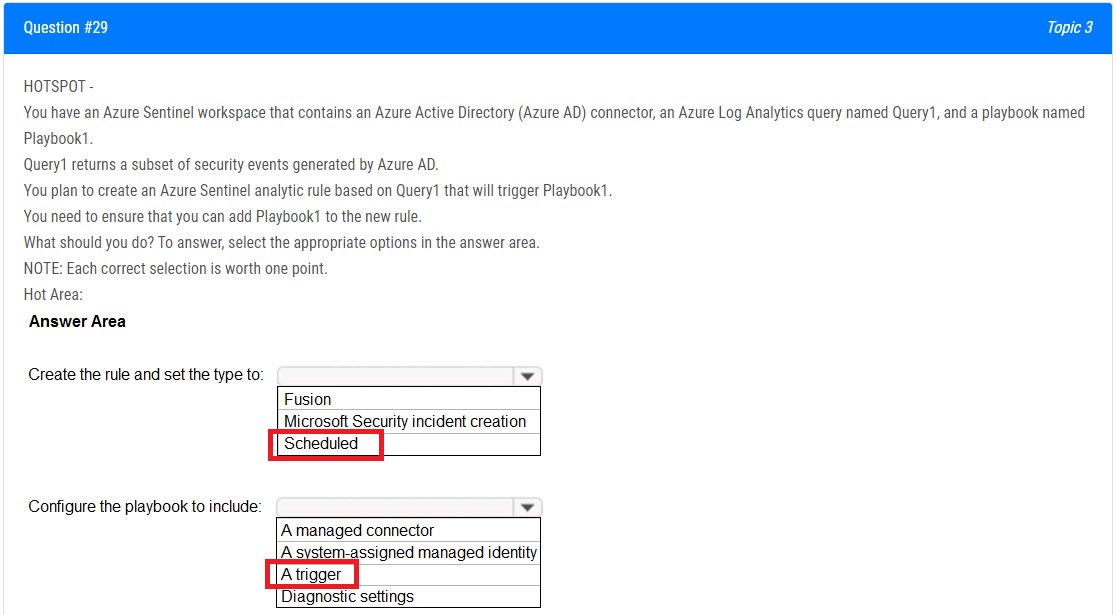 Question #29
Topic 3
HOTSPOT -
You have an Azure Sentinel workspace that contains an Azure Active Directory (Azure AD) connector, an Azure Log Analytics query named Query1, and a playbook named
Playbook1.
Query1 returns a subset of security events generated by Azure AD.
You plan to create an Azure Sentinel analytic rule based on Query1 that will trigger Playbook1.
You need to ensure that you can add Playbook1 to the new rule.
What should you do? To answer, select the appropriate options in the answer area.
NOTE: Each correct selection is worth one point.
Hot Area:
Answer Area
Create the rule and set the type to:
Fusion
Microsoft Security incident creation
Scheduled
Configure the playbook to include:
A managed connector
A system-assigned managed identity
A trigger
Diagnostic settings